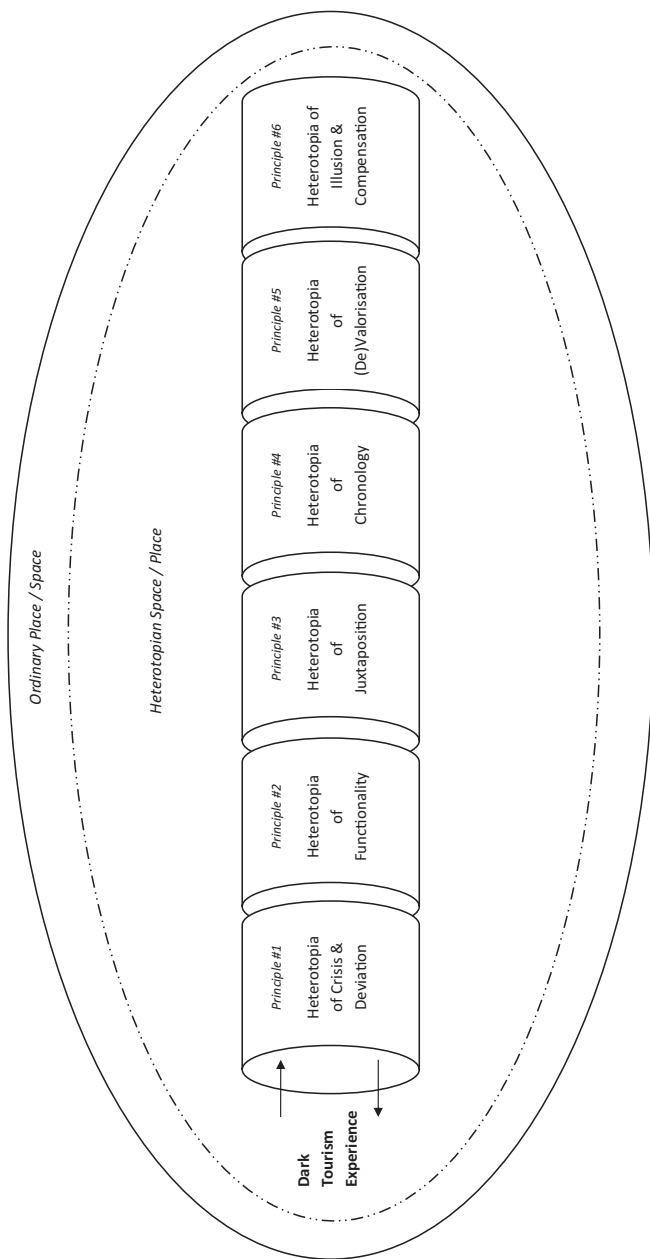 Ordinary Place / Space
Heterotopian Space / Place
Dark
Tourism
Experience
Principle #1
Heterotopia
of Crisis &
Deviation
Principle #2
Heterotopia
of
Functionality
Principle #3
Heterotopia
of
Juxtaposition
Principle #4
Heterotopia
of
Chronology
Principle #5
Heterotopia
of
(De)Valorisation
Principle #6
Heterotopia of
Illusion &
Compensation